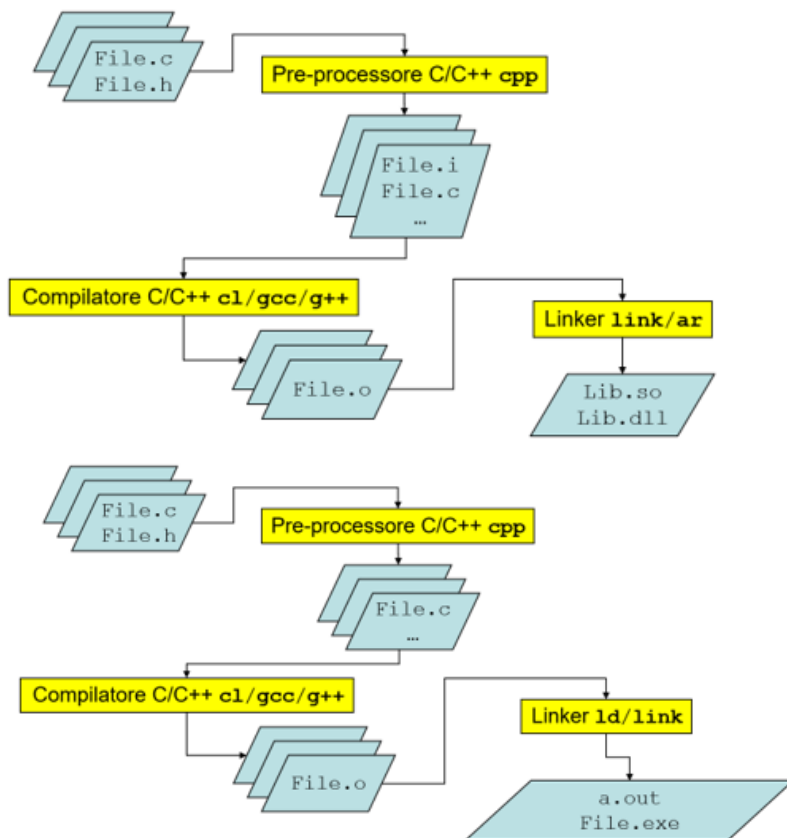 File.c
File.h
Pre-processore C/C++ cpp
File.i
File.c
…
Compilatore C/C++ cl/gcc/g++
Linker link/ar
File.o
Lib.so
Lib.dll
File.c
File.h
Pre-processore C/C++ cpp
File.c
…
Compilatore C/C++ cl/gcc/g++
Linker ld/link
File.o
a.out
File.exe